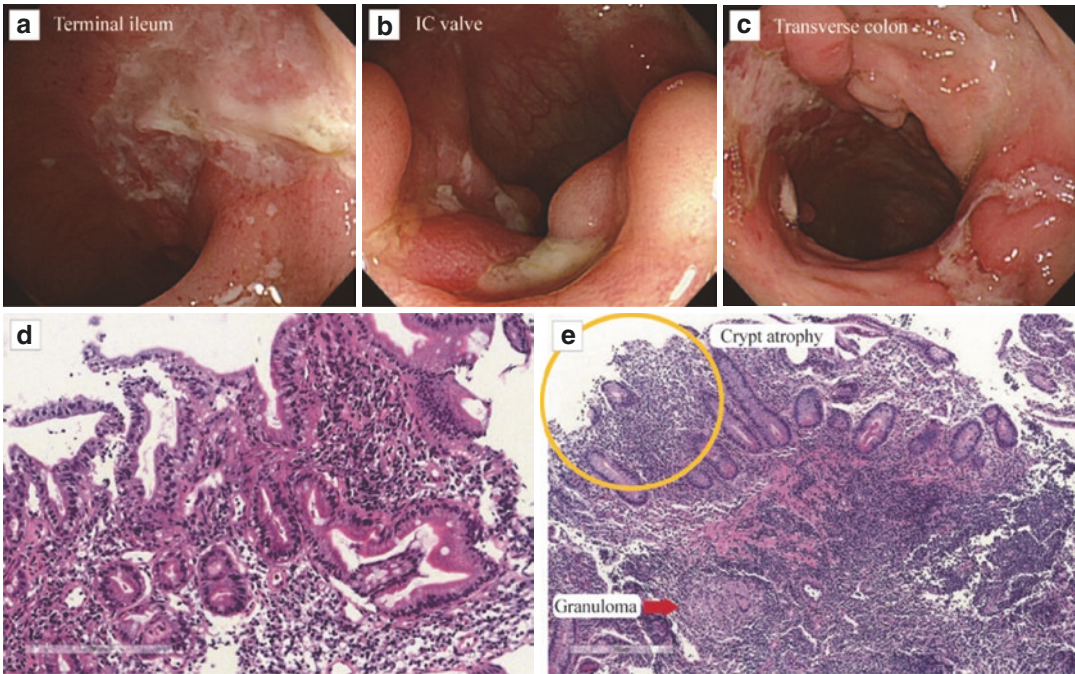 a
Terminal ileum
b
IC valve
c
Transverse colon
d
e
Crypt atrophy
Granuloma